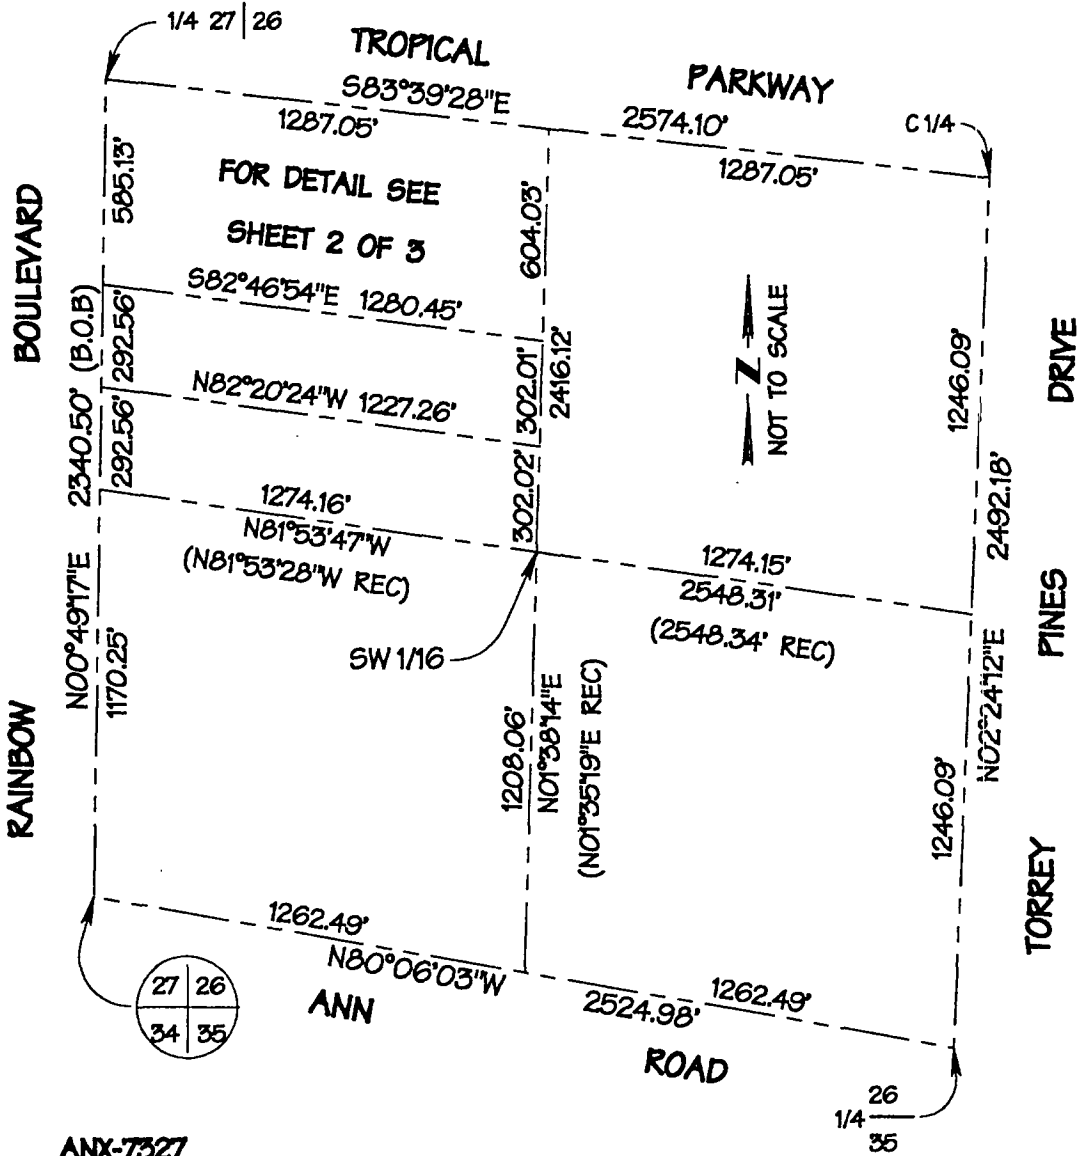 1/4 27 | 26
TROPICAL
PARKWAY
S83°39'28"E
1287.05'
2574.10'
1287.05'
C 1/4
BOULEVARD
585.13'
FOR DETAIL SEE
SHEET 2 OF 3
604.03'
S82°46'54"E 1280.45'
292.56'
302.01'
2416.12'
N82°20'24"W 1227.26'
2340.50' (B.O.B)
292.56'
302.02'
Z
NOT TO SCALE
1246.09'
DRIVE
2492.18'
1274.16'
N81°53'47"W
(N81°53'28"W REC)
1274.15'
2548.31'
(2548.34' REC)
SW 1/16
N00°49'17"E
1170.25'
RAINBOW
1208.06'
N01°38'14"E
(N01°35'19"E REC)
PINES
N02°24'12"E
1246.09'
TORREY
1262.49'
N80°06'03"W
ANN
1262.49'
2524.98'
ROAD
27 26
34 35
26
1/4
35
ANX-7327